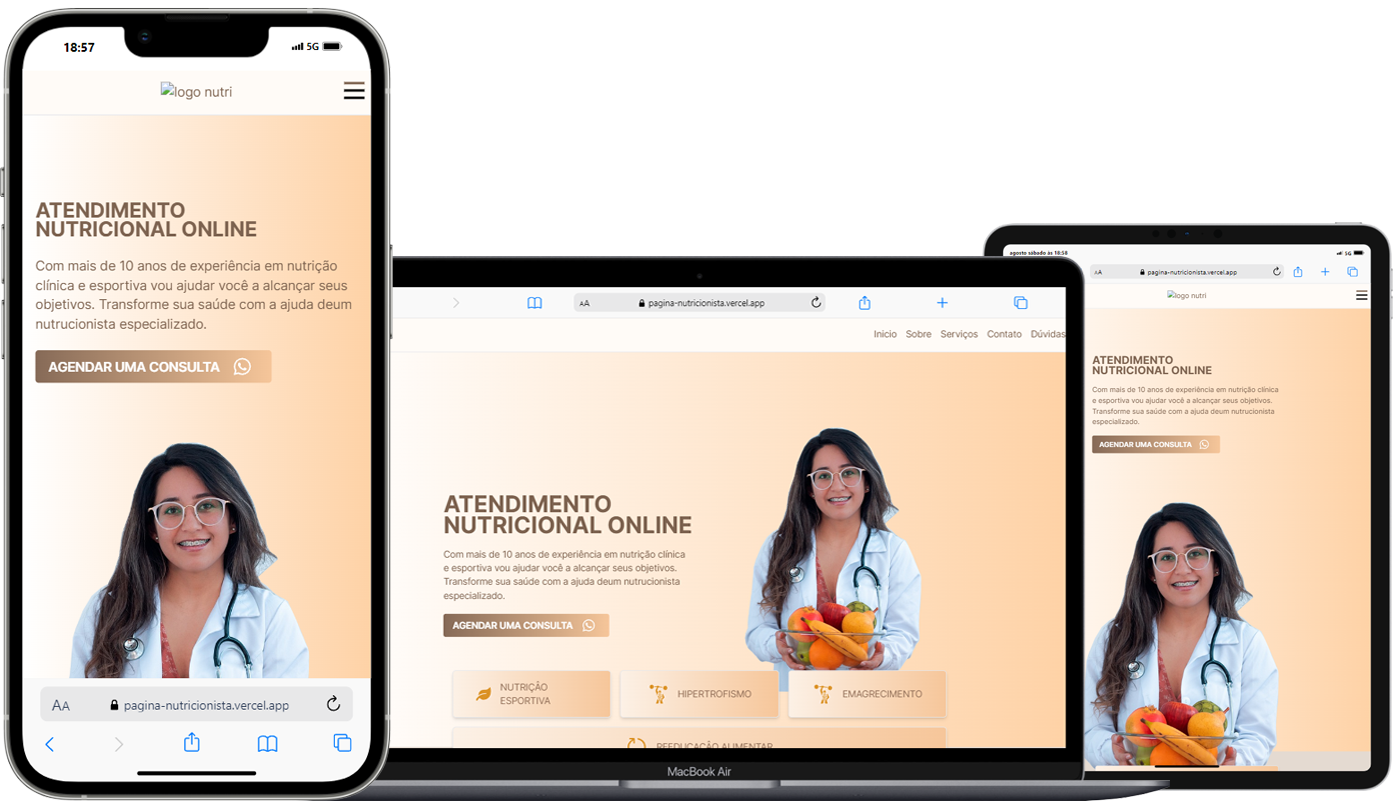 18:57
5G
logo nutri
ATENDIMENTO
NUTRICIONAL ONLINE
Com mais de 10 anos de experiência em nutrição
clínica e esportiva vou ajudar você a alcançar seus
objetivos. Transforme sua saúde com a ajuda deum
nutrucionista especializado.
AGENDAR UMA CONSULTA
AA
pagina-nutricionista.vercel.app
AA
pagina-nutricionista.vercel.app
Inicio Sobre Serviços Contato Dúvidas
ATENDIMENTO
NUTRICIONAL ONLINE
Com mais de 10 anos de experiência em nutrição clínica
e esportiva vou ajudar você a alcançar seus objetivos.
Transforme sua saúde com a ajuda deum nutrucionista
especializado.
AGENDAR UMA CONSULTA
NUTRIÇÃO
ESPORTIVA
HIPERTROFISMO
EMAGRECIMENTO
REEDUCAÇÃO ALIMENTAR
MacBook Air
agosto sábado às 18:58
5G
AA
pagina-nutricionista.vercel.app
logo nutri
ATENDIMENTO
NUTRICIONAL ONLINE
Com mais de 10 anos de experiência em nutrição clínica
e esportiva vou ajudar você a alcançar seus objetivos.
Transforme sua saúde com a ajuda deum nutrucionista
especializado.
AGENDAR UMA CONSULTA